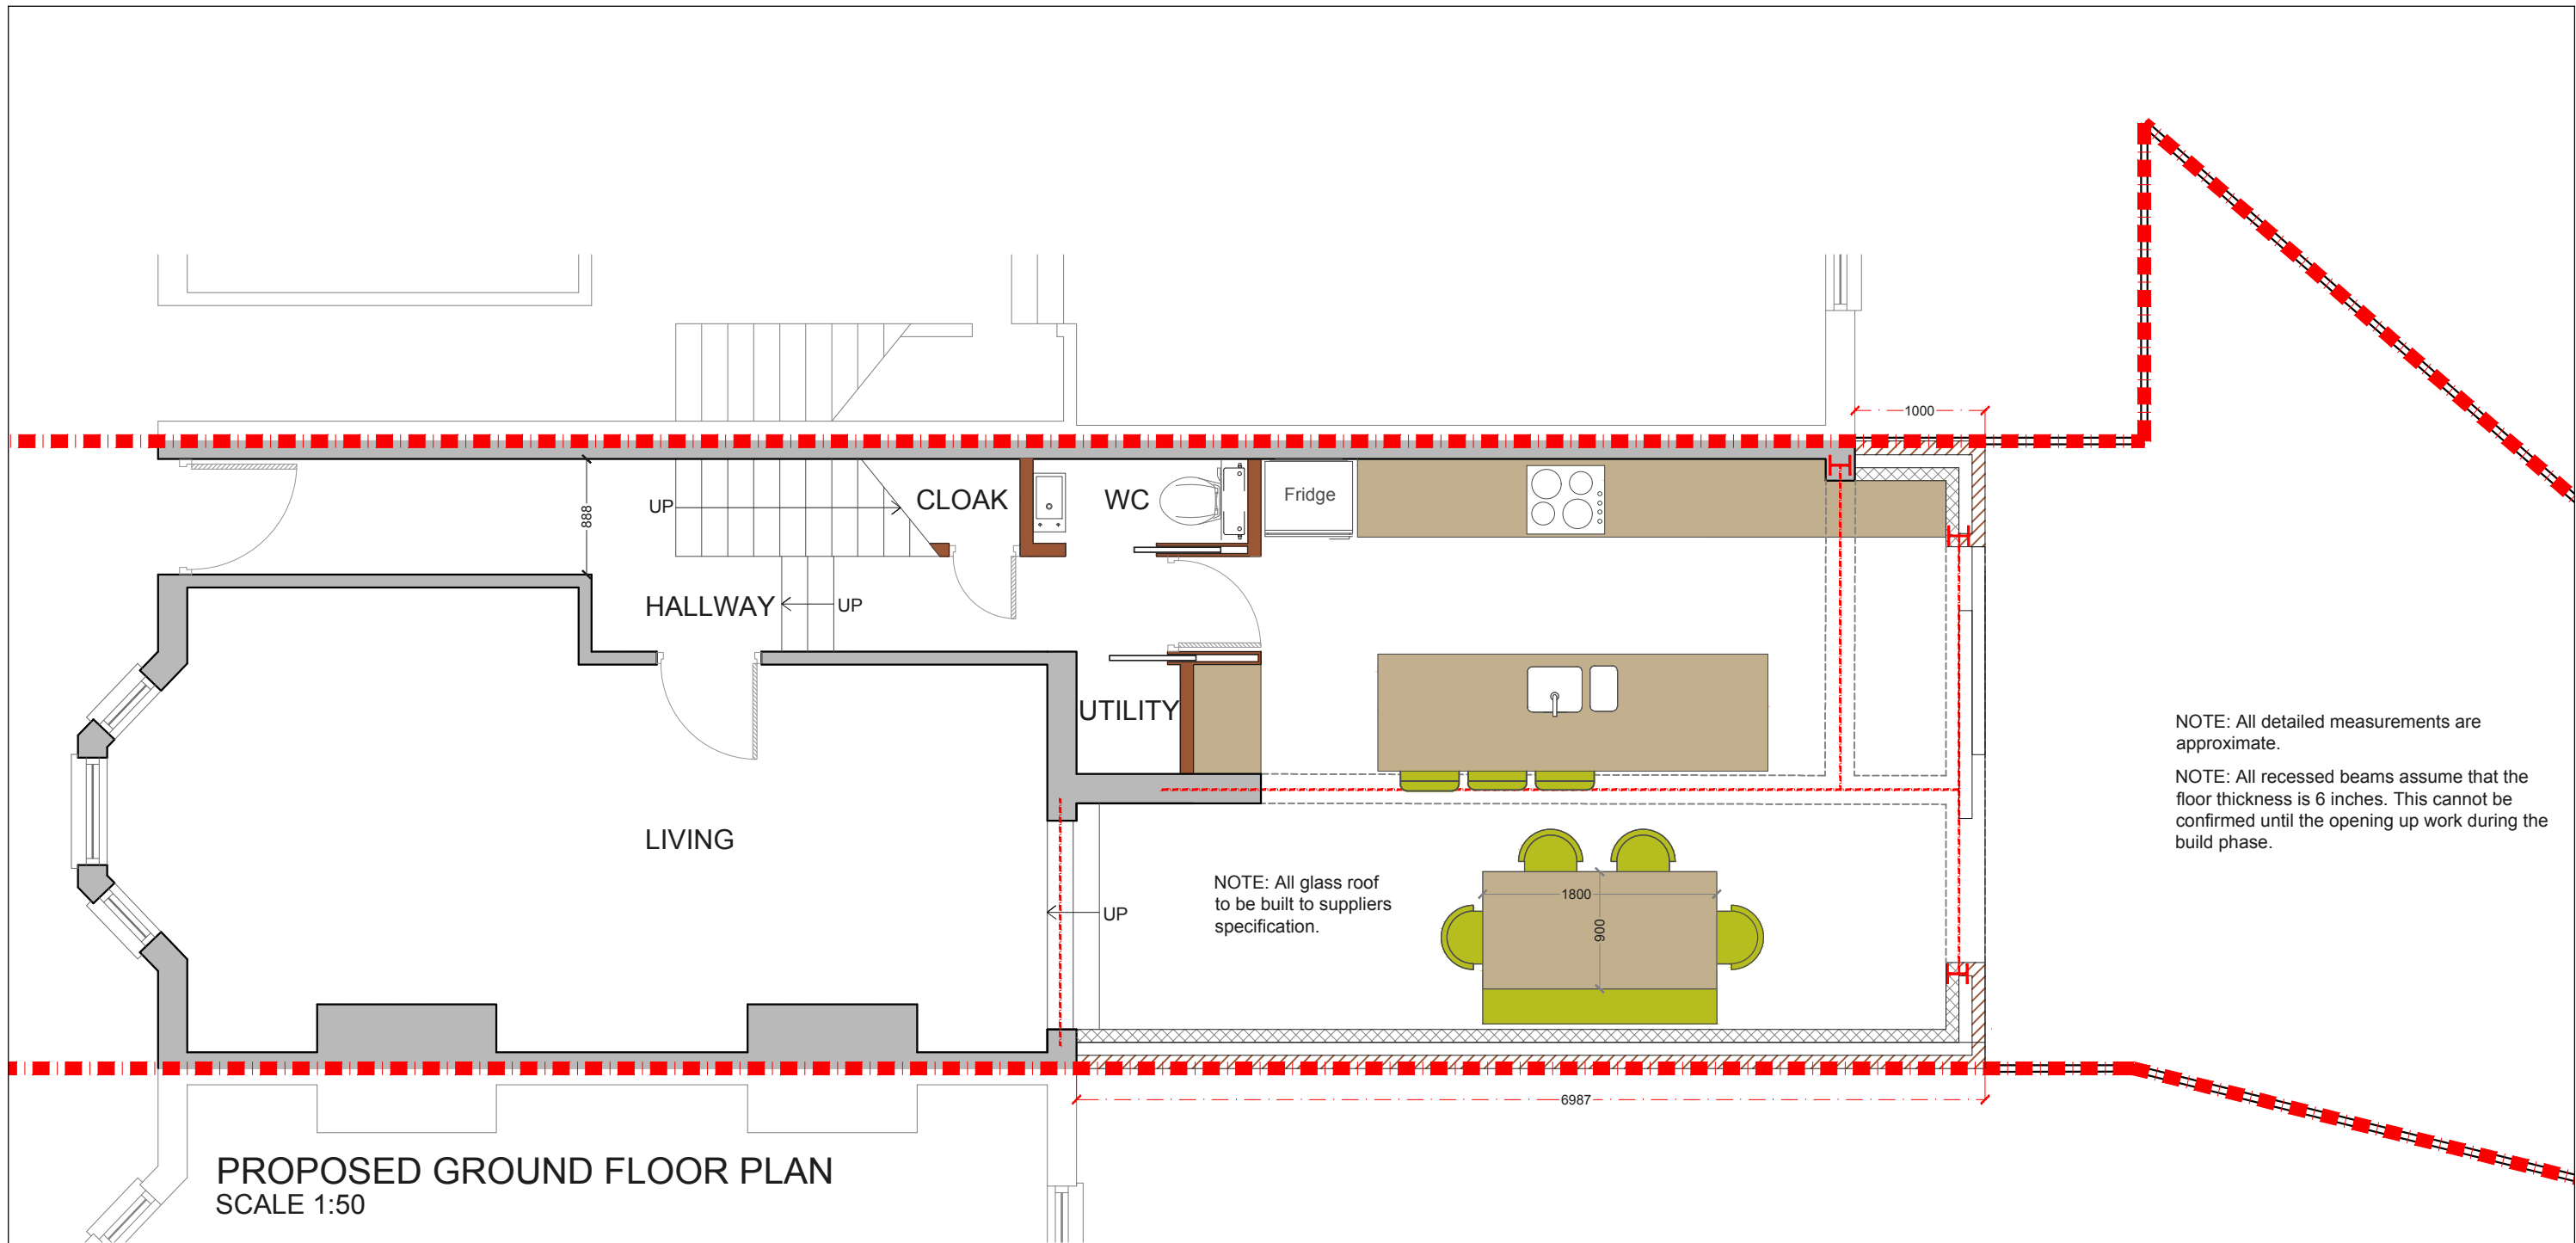 1000
888
UP
CLOAK
WC
Fridge
HALLWAY
UP
UTILITY
LIVING
UP
NOTE: All glass roof
to be built to suppliers
specification.
1800
900
NOTE: All detailed measurements are
approximate.
NOTE: All recessed beams assume that the
floor thickness is 6 inches. This cannot be
confirmed until the opening up work during the
build phase.
6987
PROPOSED GROUND FLOOR PLAN
SCALE 1:50